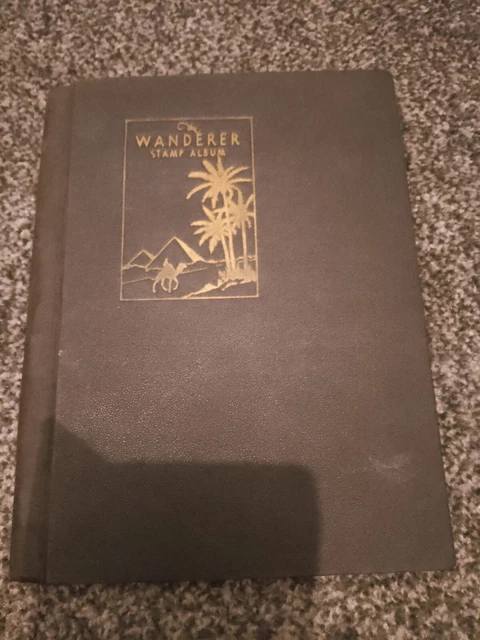 The
WANDERER
STAMP ALBUM